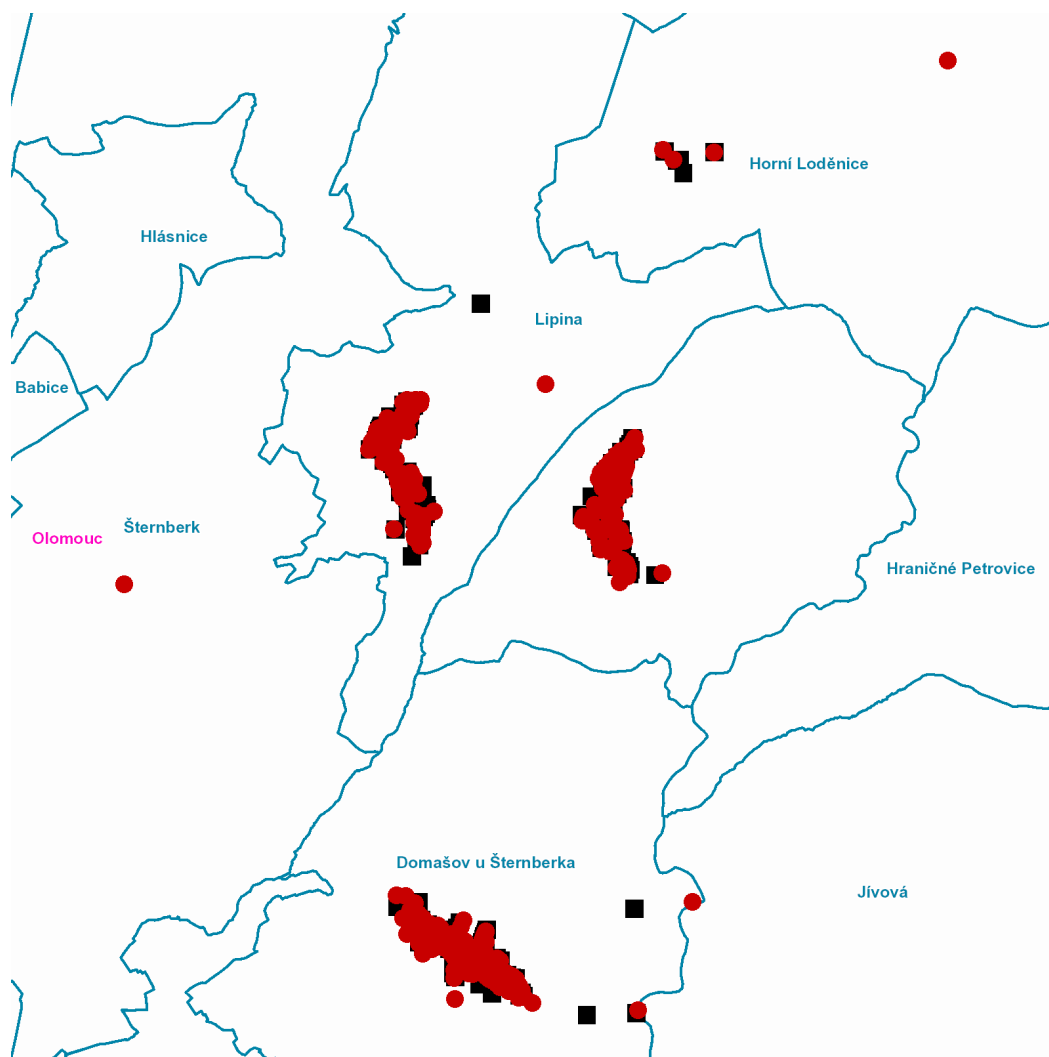 Horní Loděnice
Hlásnice
Lipina
Babice
Šternberk
Olomouc
Hraničné Petrovice
Domašov u Šternberka
Jívová